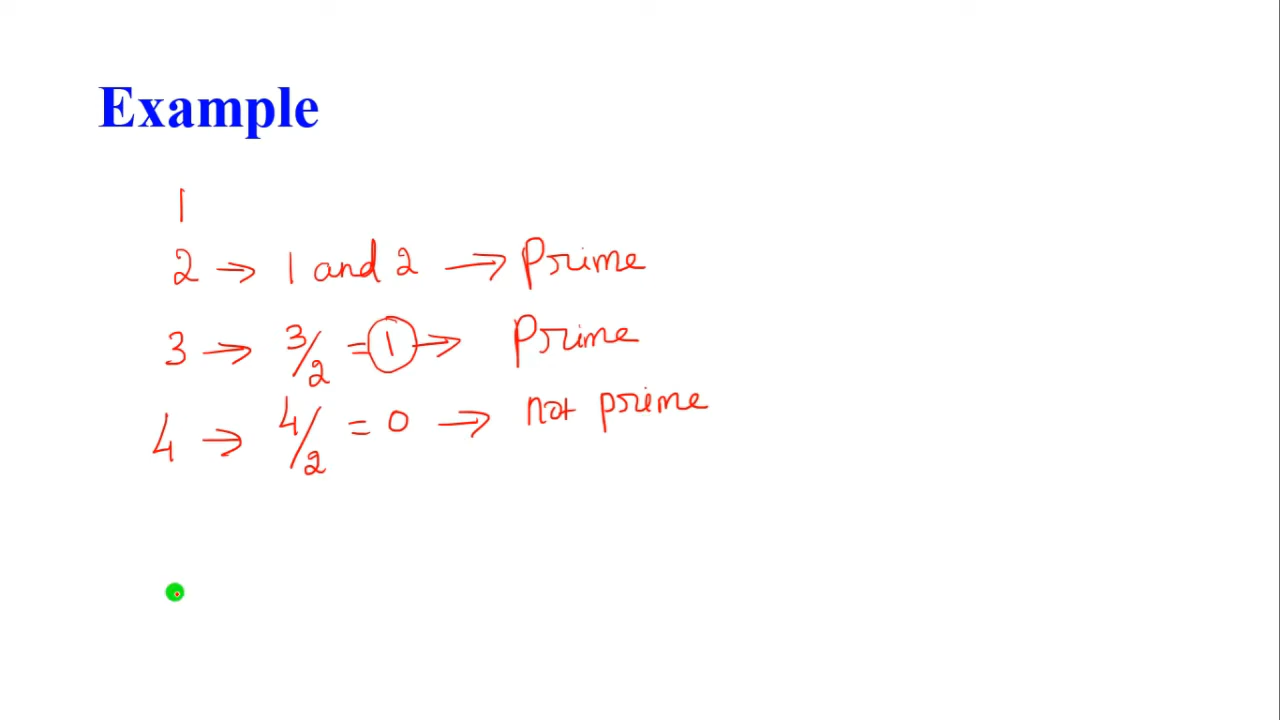 Example
1
2 → 1 and 2 → Prime
3 → 3/2 = 1 → Prime
4 → 4/2 = 0 → not prime